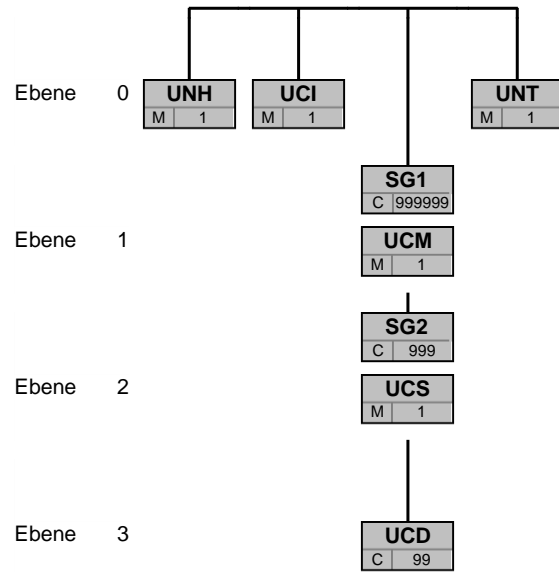 Ebene 0 UNH UCI UNT
M 1 M 1 M 1
SG1
C 999999
Ebene 1 UCM
M 1
SG2
C 999
Ebene 2 UCS
M 1
Ebene 3 UCD
C 99